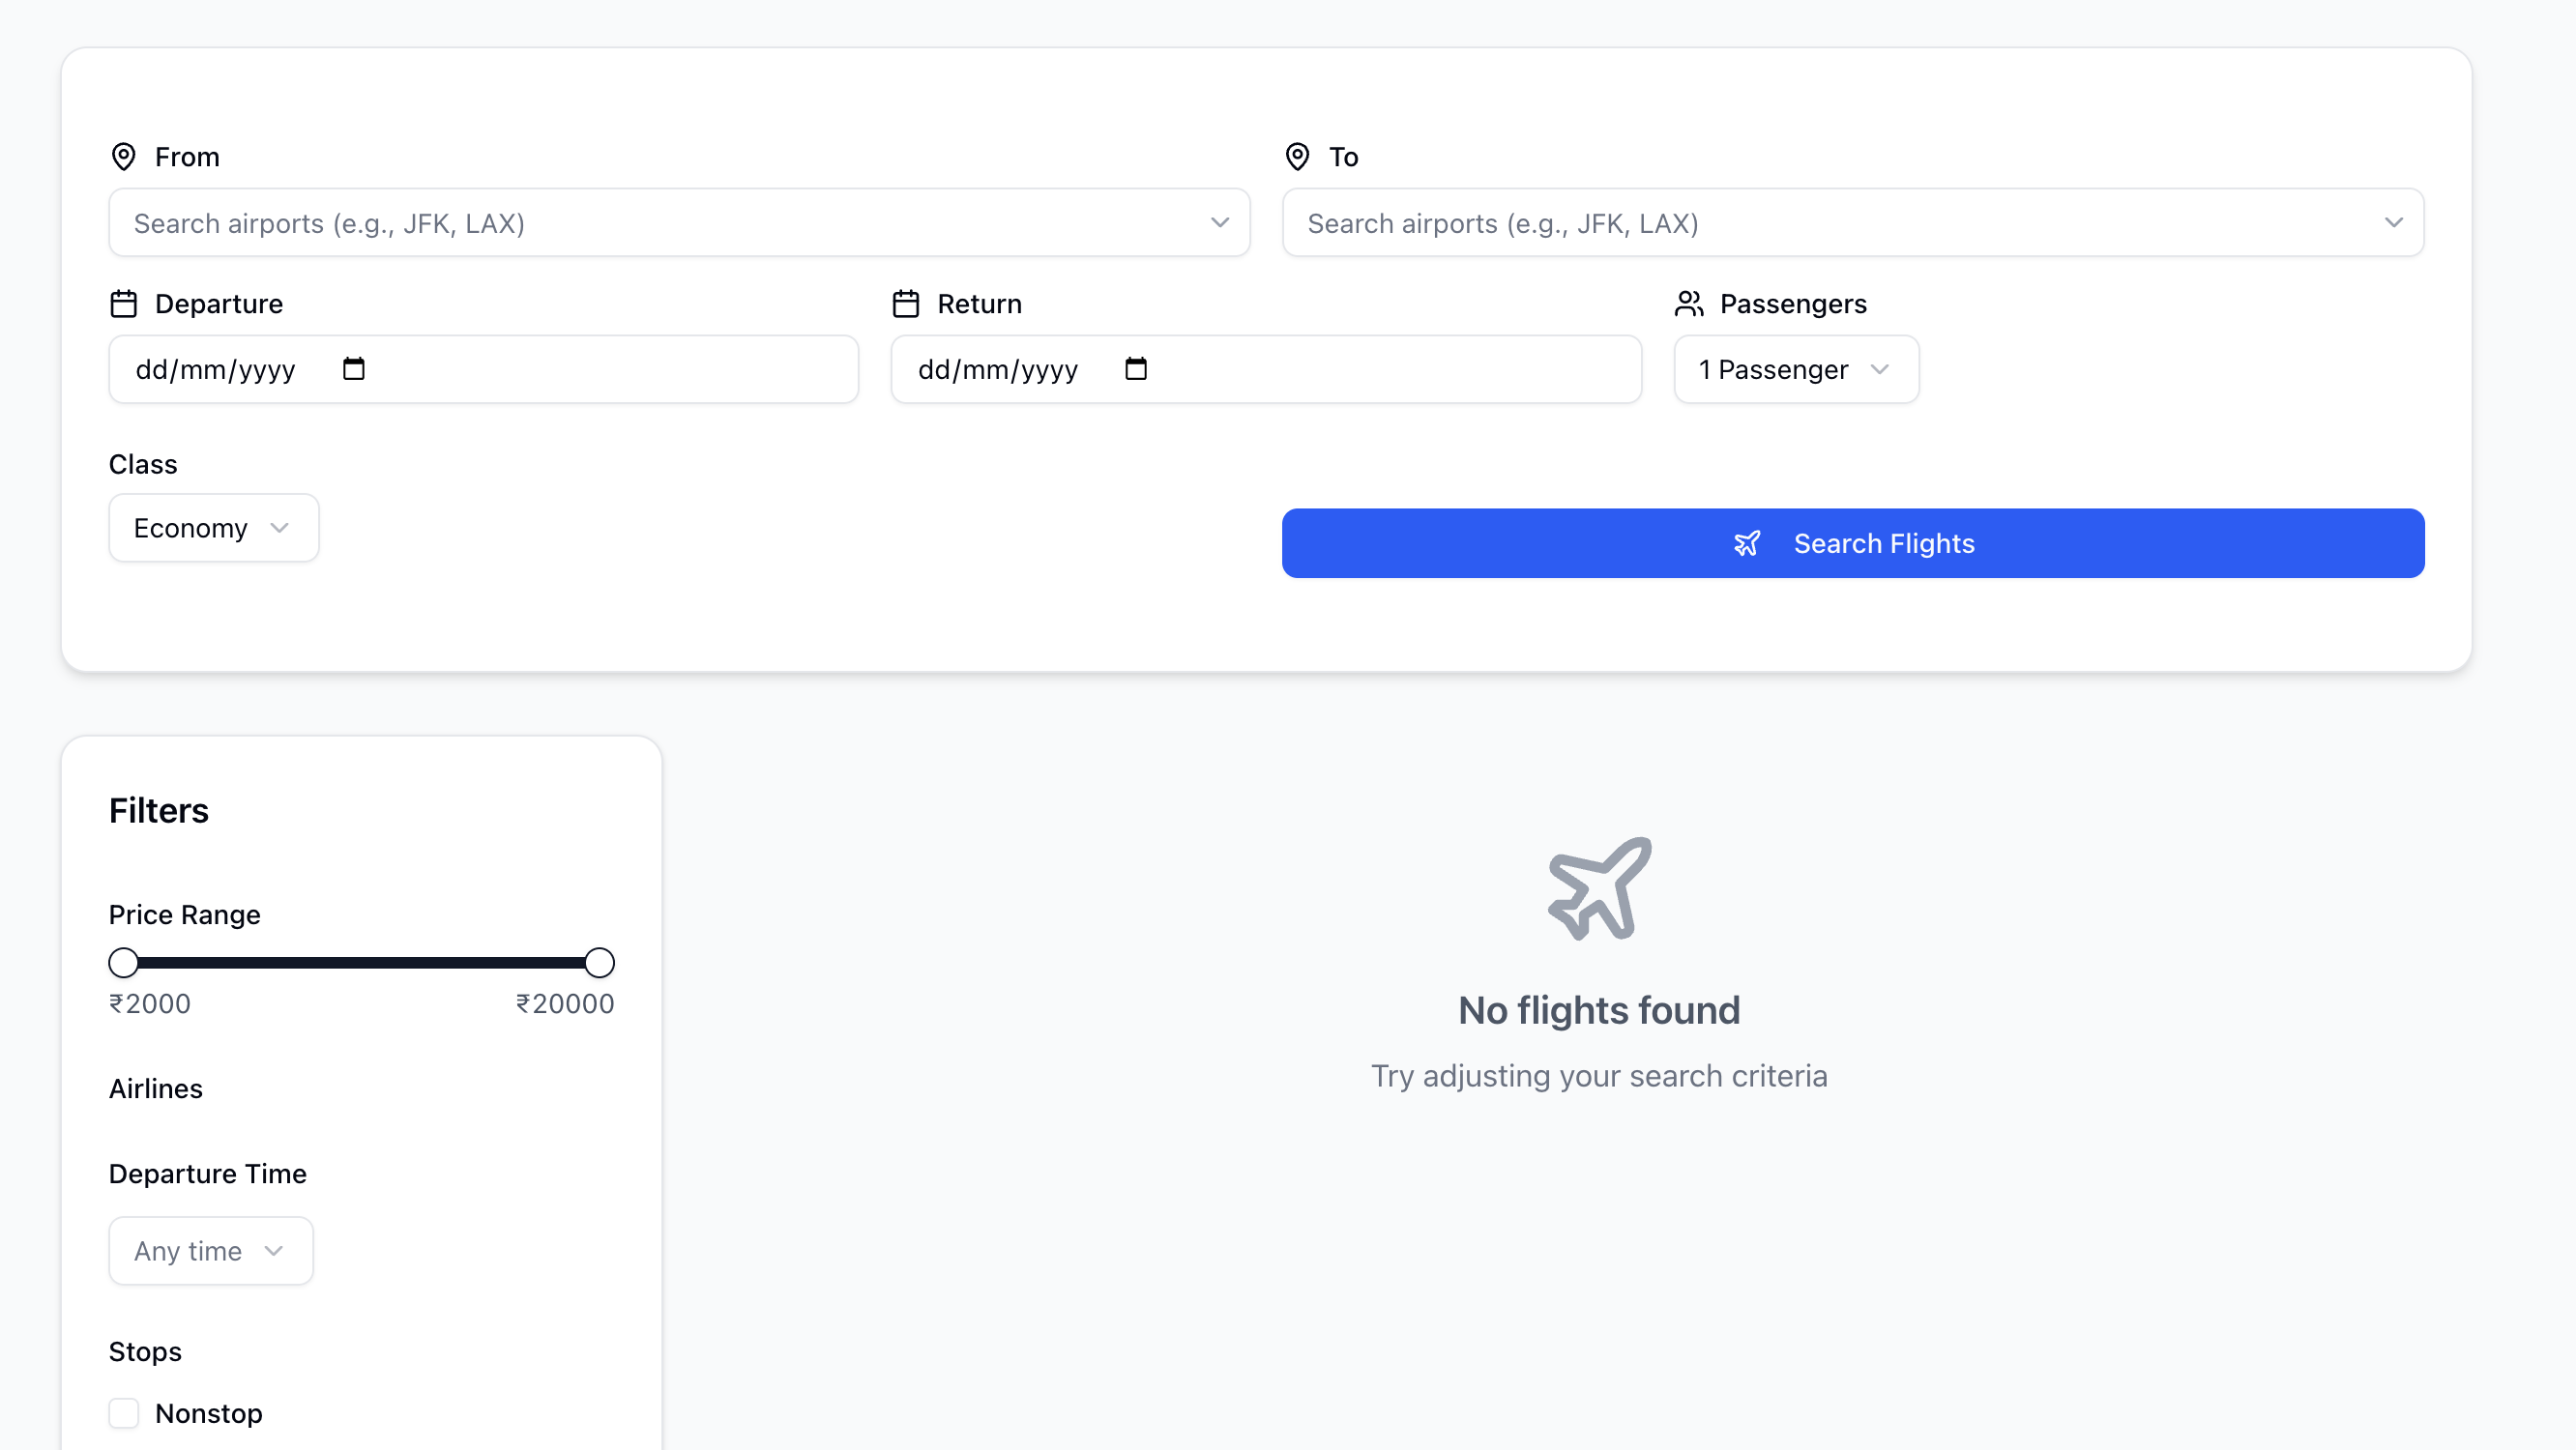 From
To
Search airports (e.g., JFK, LAX)
Search airports (e.g., JFK, LAX)
Departure
Return
Passengers
dd/mm/yyyy
dd/mm/yyyy
1 Passenger
Class
Economy
Search Flights
Filters
Price Range
₹2000
₹20000
Airlines
Departure Time
Any time
Stops
Nonstop
No flights found
Try adjusting your search criteria